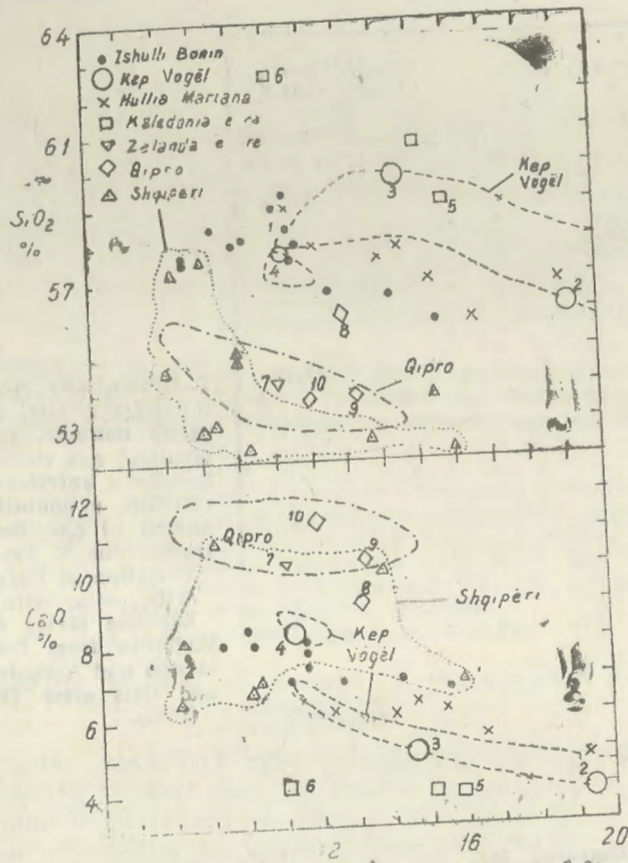 64
Ishulli Bonin
Kep Vogël
6
Hullia Mariana
Kaledonia e re
61
Zelanda e re
Kep
Vogël
Qipro
3
Shqipëri
5
SiO₂
%
1
4
2
57
8
Qipro
7
10
9
53
12
10
Qipro
9
7
10
8
Shqipëri
CaO
%
4
Kep
Vogël
8
6
3
2
6
5
4
12
16
20